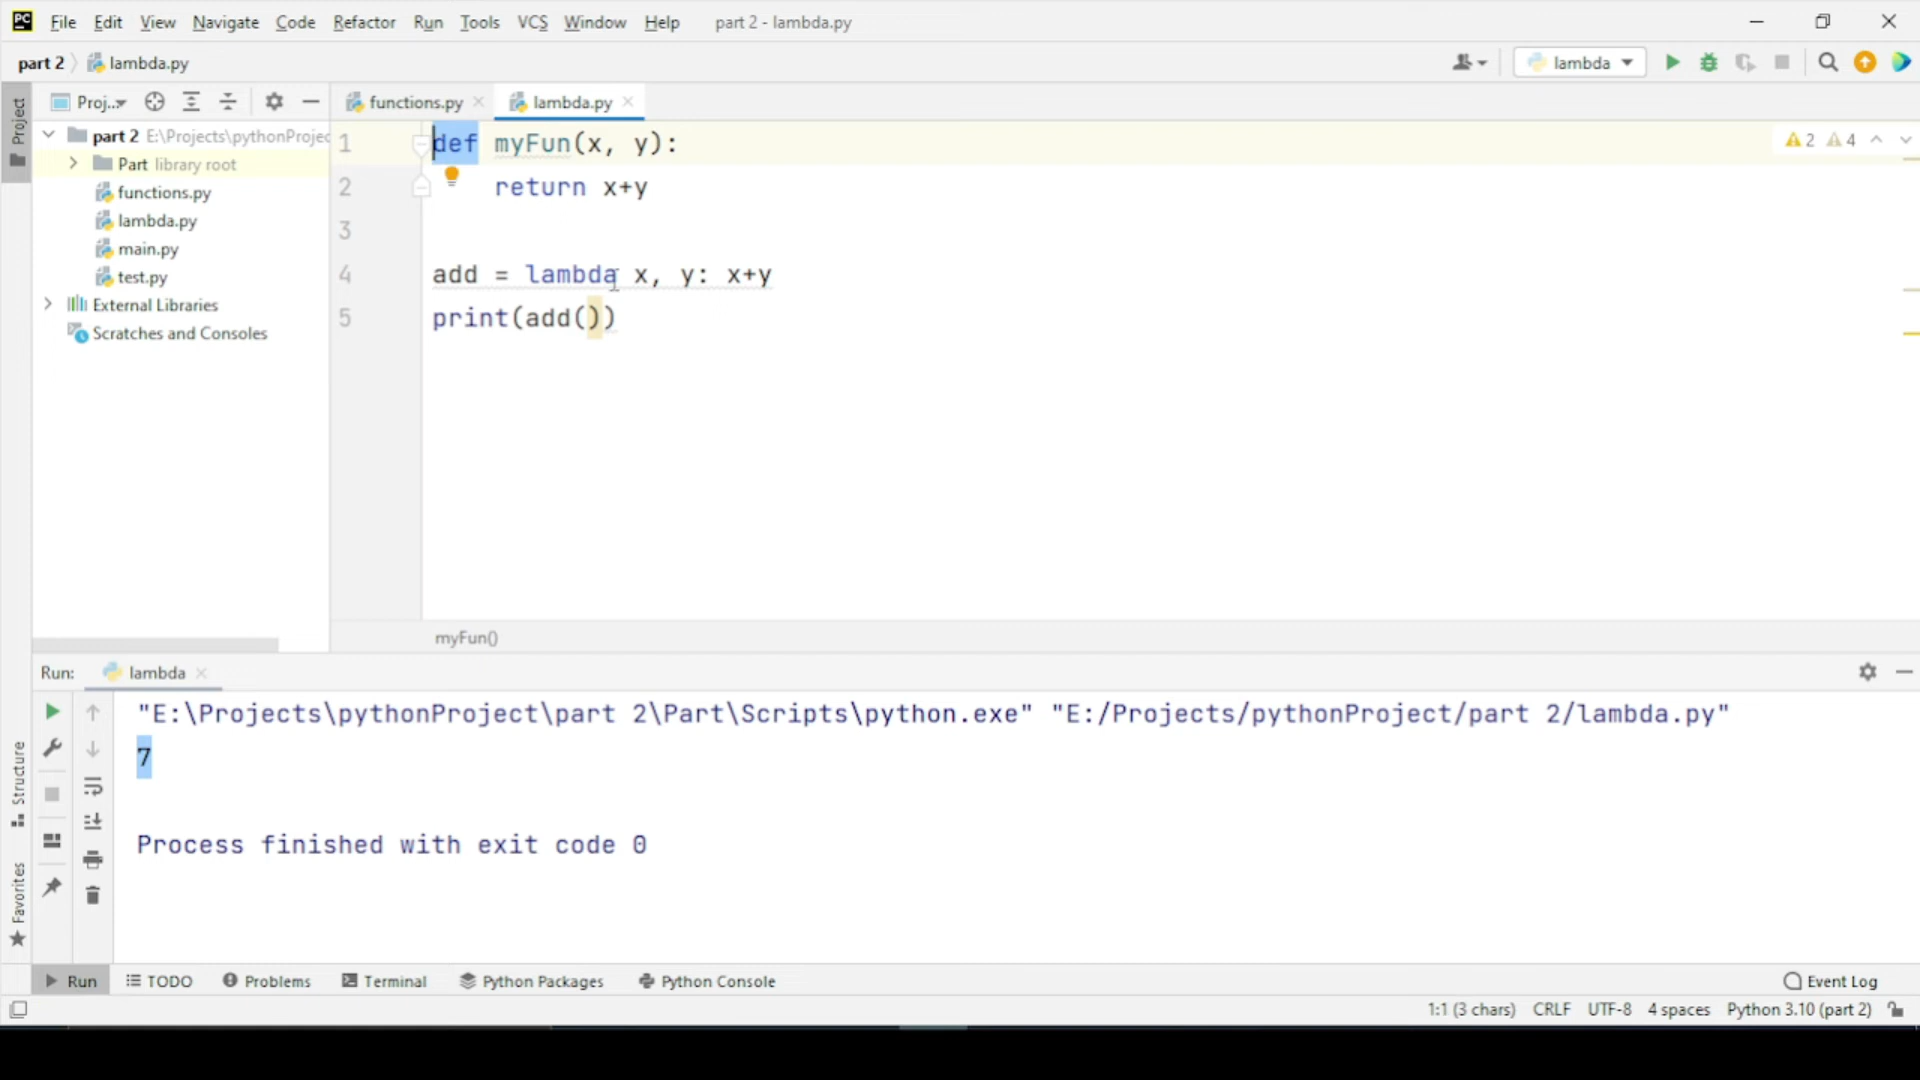 PC File Edit View Navigate Code Refactor Run Tools VCS Window Help part 2 - lambda.py
part 2 lambda.py lambda
Project
Proj... functions.py lambda.py
part 2 E:\Projects\pythonProjec
Part library root
functions.py
lambda.py
main.py
test.py
External Libraries
Scratches and Consoles
1 def myFun(x, y):
2 return x+y
3
4 add = lambda x, y: x+y
5 print(add())
2 4
myFun()
Run: lambda
"E:\Projects\pythonProject\part 2\Part\Scripts\python.exe" "E:/Projects/pythonProject/part 2/lambda.py"
7
Process finished with exit code 0
Structure
Favorites
Run TODO Problems Terminal Python Packages Python Console Event Log
1:1 (3 chars) CRLF UTF-8 4 spaces Python 3.10 (part 2)